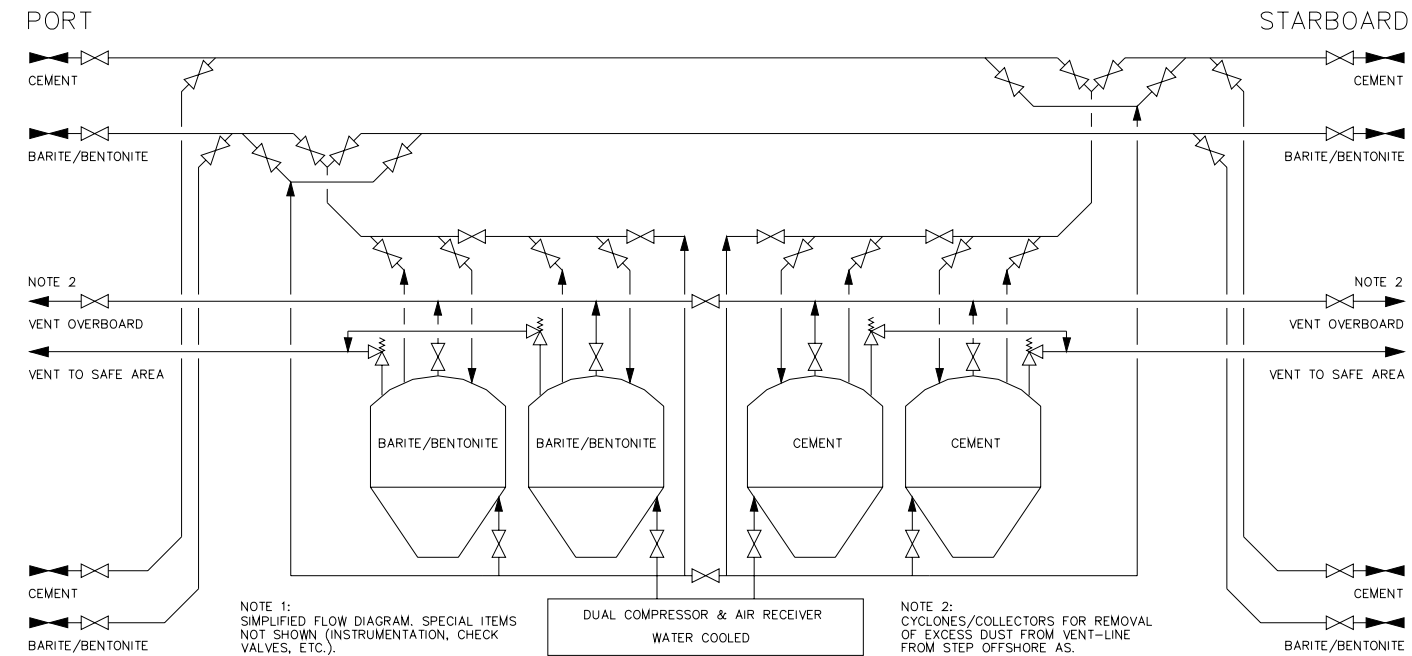 PORT
STARBOARD
CEMENT
CEMENT
BARITE/BENTONITE
BARITE/BENTONITE
NOTE 2
NOTE 2
VENT OVERBOARD
VENT OVERBOARD
VENT TO SAFE AREA
VENT TO SAFE AREA
BARITE/BENTONITE
BARITE/BENTONITE
CEMENT
CEMENT
CEMENT
CEMENT
BARITE/BENTONITE
BARITE/BENTONITE
NOTE 1:
SIMPLIFIED FLOW DIAGRAM. SPECIAL ITEMS
NOT SHOWN (INSTRUMENTATION, CHECK
VALVES, ETC.).
DUAL COMPRESSOR & AIR RECEIVER
WATER COOLED
NOTE 2:
CYCLONES/COLLECTORS FOR REMOVAL
OF EXCESS DUST FROM VENT-LINE
FROM STEP OFFSHORE AS.